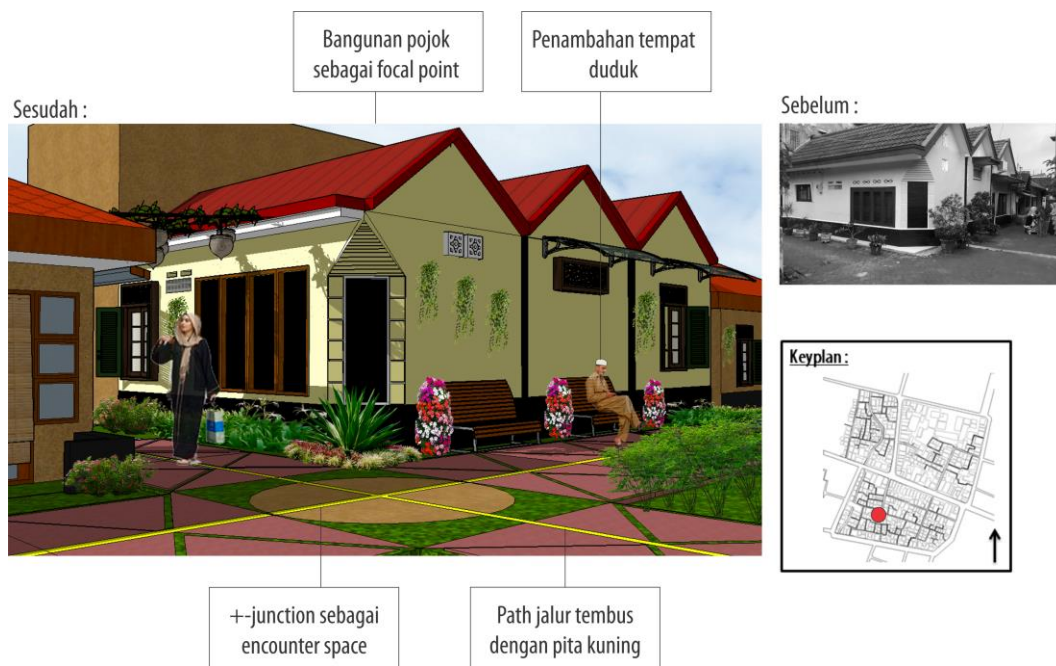 Bangunan pojok
sebagai focal point
Penambahan tempat
duduk
Sesudah :
Sebelum :
Keyplan :
+-junction sebagai
encounter space
Path jalur tembus
dengan pita kuning